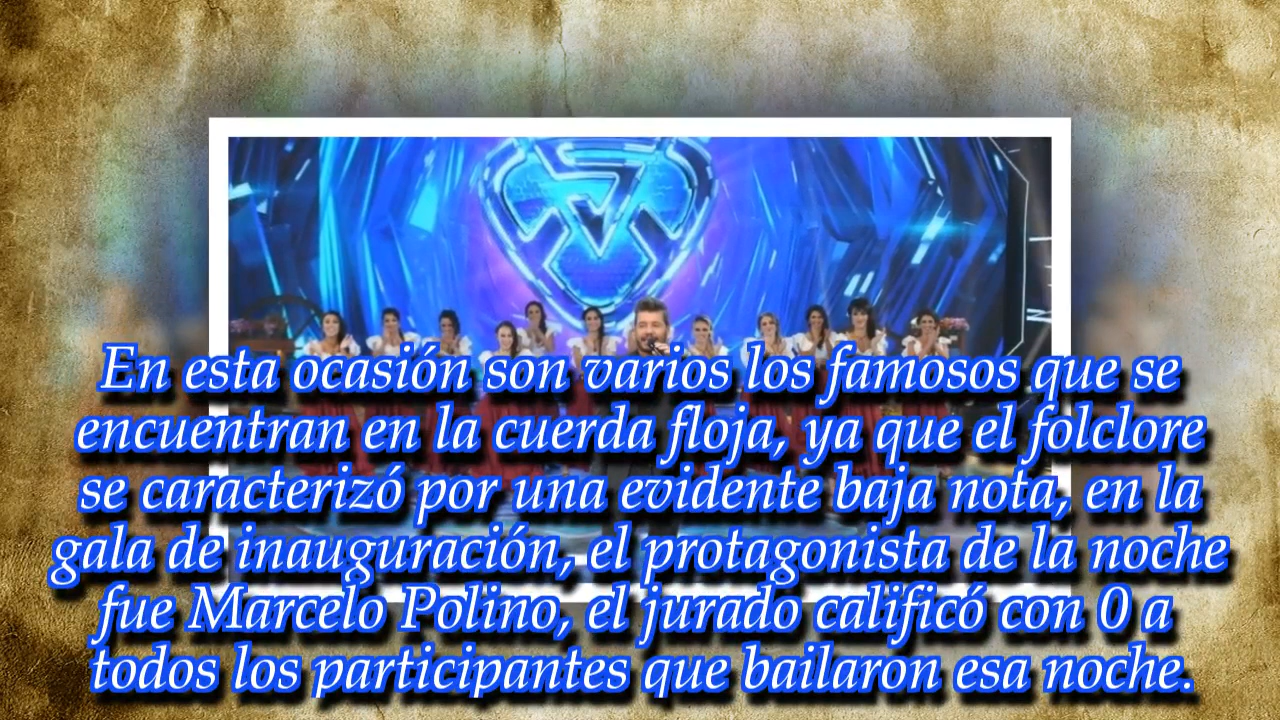 En esta ocasión son varios los famosos que se
encuentran en la cuerda floja, ya que el folclore
se caracterizó por una evidente baja nota, en la
gala de inauguración, el protagonista de la noche
fue Marcelo Polino, el jurado calificó con 0 a
todos los participantes que bailaron esa noche.